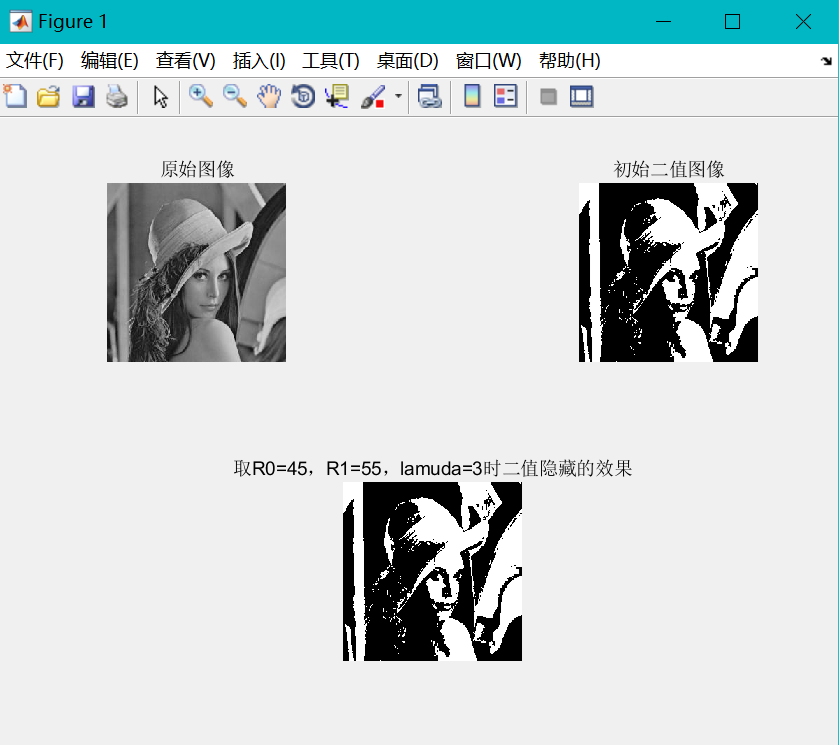 Figure 1
文件(F) 编辑(E) 查看(V) 插入(I) 工具(T) 桌面(D) 窗口(W) 帮助(H)
原始图像
初始二值图像
取R0=45，R1=55，lamuda=3时二值隐藏的效果